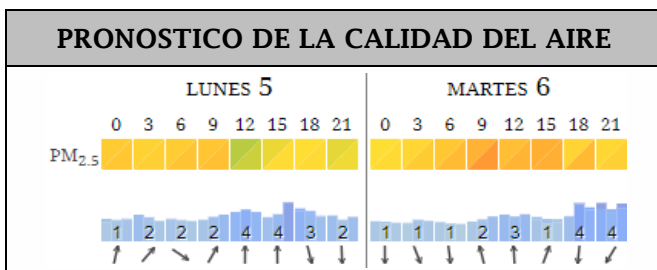 PRONOSTICO DE LA CALIDAD DEL AIRE
LUNES 5 MARTES 6
0 3 6 9 12 15 18 21 0 3 6 9 12 15 18 21
PM2.5
1 2 2 2 4 4 3 2 1 1 1 2 3 1 4 4